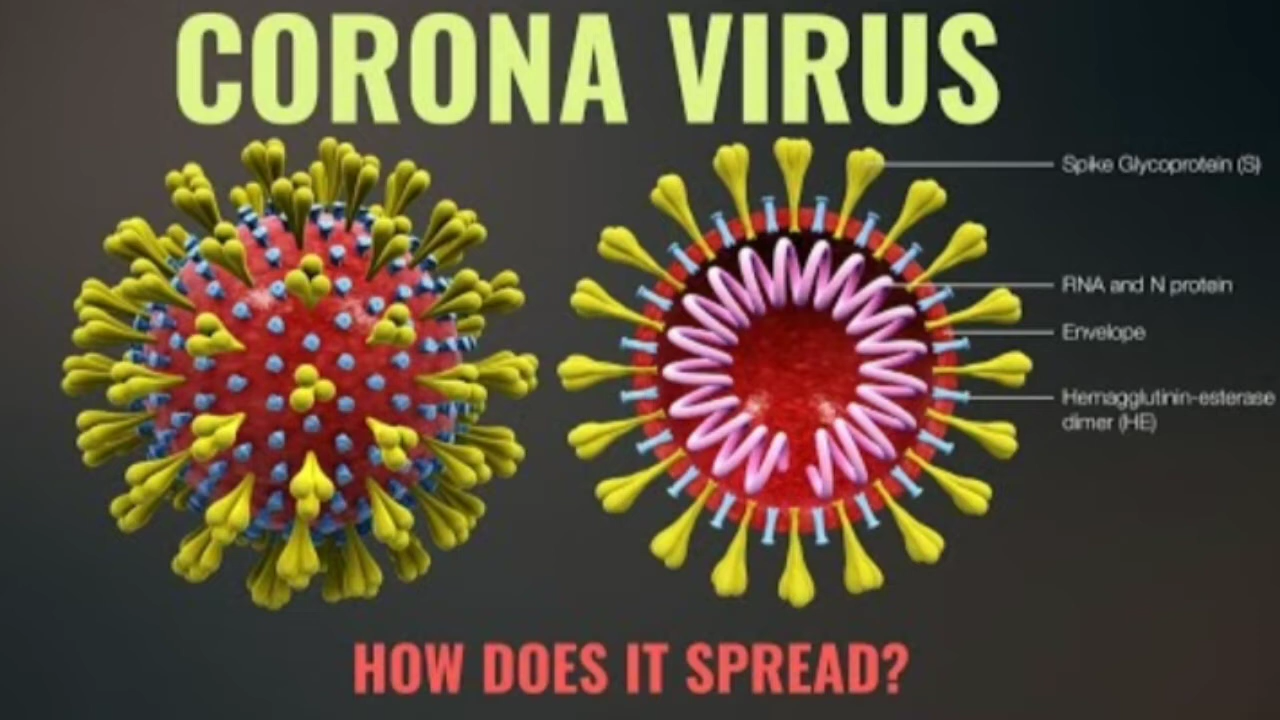 CORONA VIRUS
Spike Glycoprotein (S)
RNA and N protein
Envelope
Hemagglutinin-esterase
dimer (HE)
HOW DOES IT SPREAD?